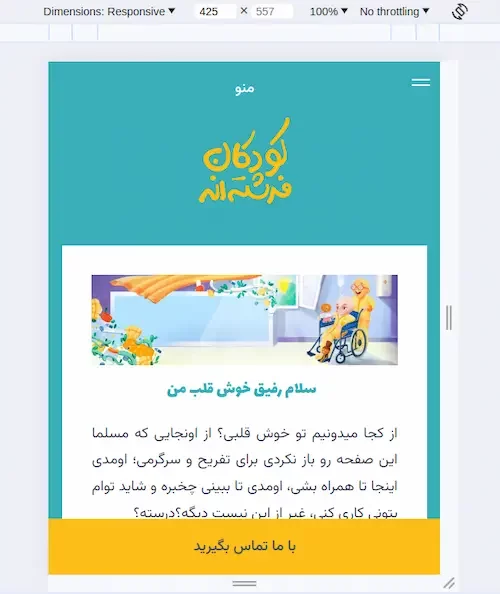 Dimensions: Responsive 425 × 557 100% No throttling
منو
کودکان
فرشته‌اند
سلام رفیق خوش قلب من
از کجا میدونیم تو خوش قلبی؟ از اونجایی که مسلما
این صفحه رو باز نکردی برای تفریح و سرگرمی؛ اومدی
اینجا تا همراه بشی، اومدی تا ببینی چخبره و شاید توام
بتونی کاری کنی، غیر از این نیست دیگه؟درسته؟
با ما تماس بگیرید